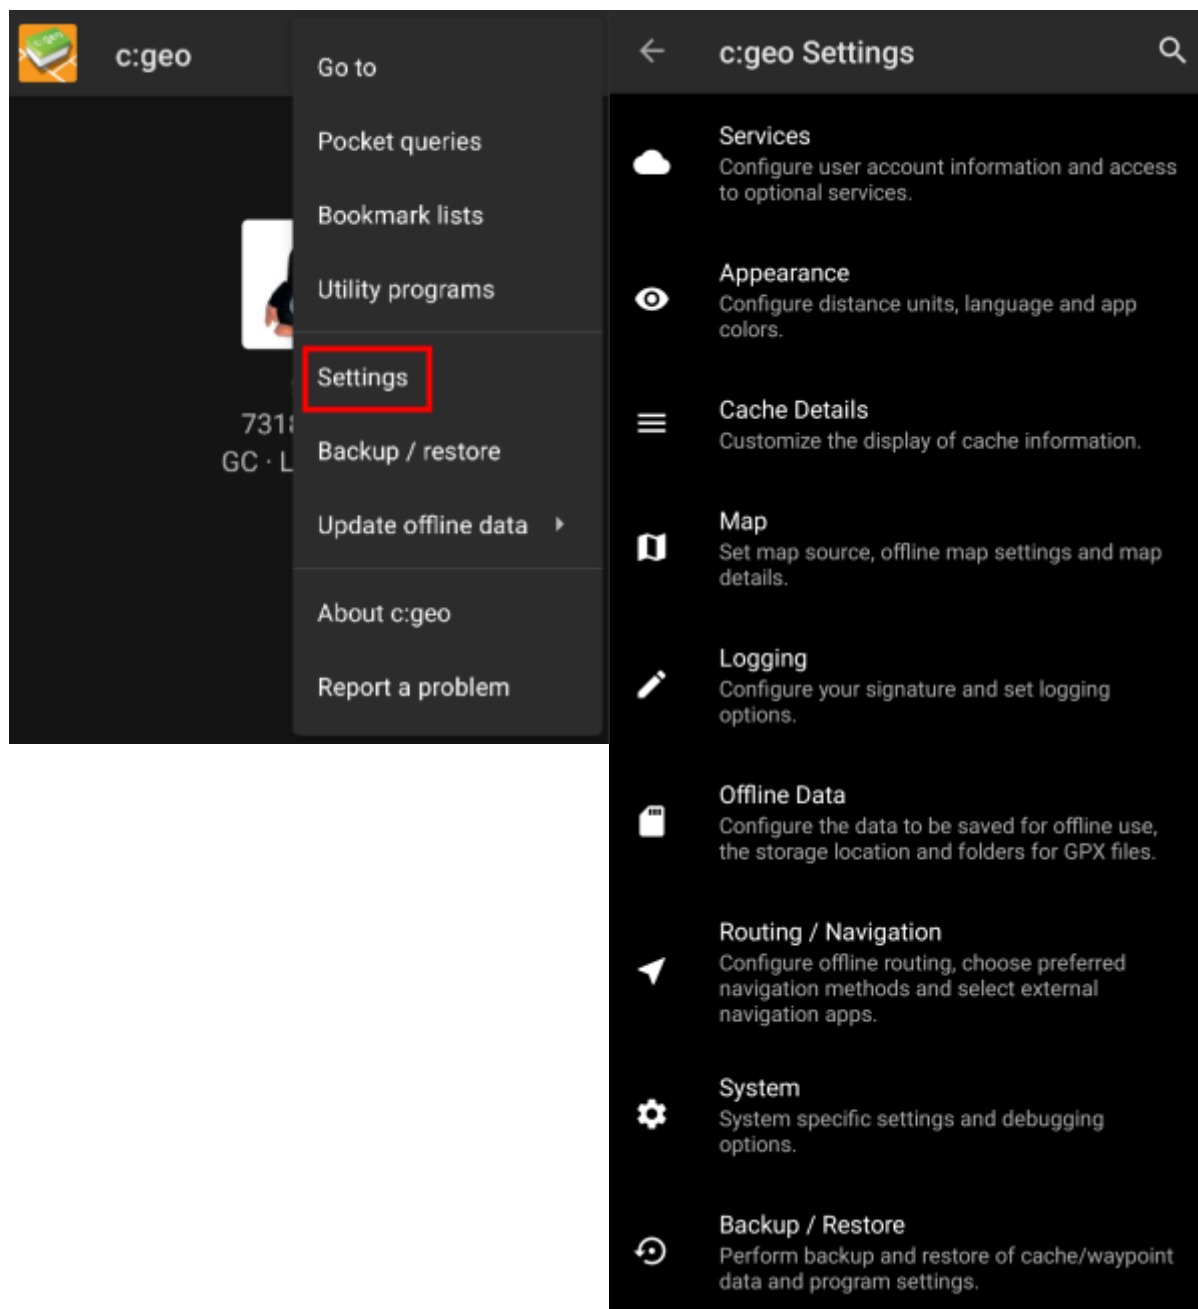 c:geo
Go to
Pocket queries
Bookmark lists
Utility programs
Settings
7318
GC · L
Backup / restore
Update offline data
About c:geo
Report a problem
c:geo Settings
Services
Configure user account information and access
to optional services.
Appearance
Configure distance units, language and app
colors.
Cache Details
Customize the display of cache information.
Map
Set map source, offline map settings and map
details.
Logging
Configure your signature and set logging
options.
Offline Data
Configure the data to be saved for offline use,
the storage location and folders for GPX files.
Routing / Navigation
Configure offline routing, choose preferred
navigation methods and select external
navigation apps.
System
System specific settings and debugging
options.
Backup / Restore
Perform backup and restore of cache/waypoint
data and program settings.